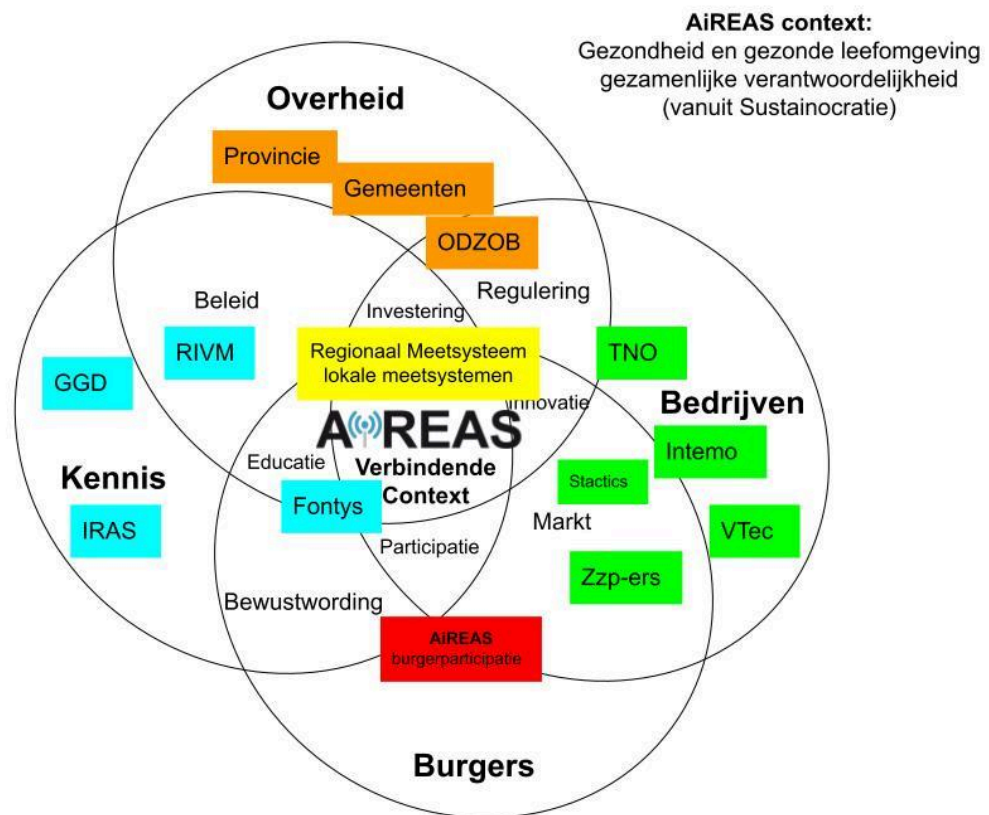 AiREAS context:
Gezondheid en gezonde leefomgeving
gezamenlijke verantwoordelijkheid
(vanuit Sustainocratie)
Overheid
Provincie
Gemeenten
ODZOB
Regulering
Beleid
Investering
RIVM
Regionaal Meetsysteem
lokale meetsystemen
TNO
GGD
Innovatie
Bedrijven
AiREAS
Intemo
Educatie
Verbindende
Context
Kennis
Stactics
Fontys
Markt
IRAS
VTec
Participatie
Zzp-ers
Bewustwording
AiREAS
burgerparticipatie
Burgers